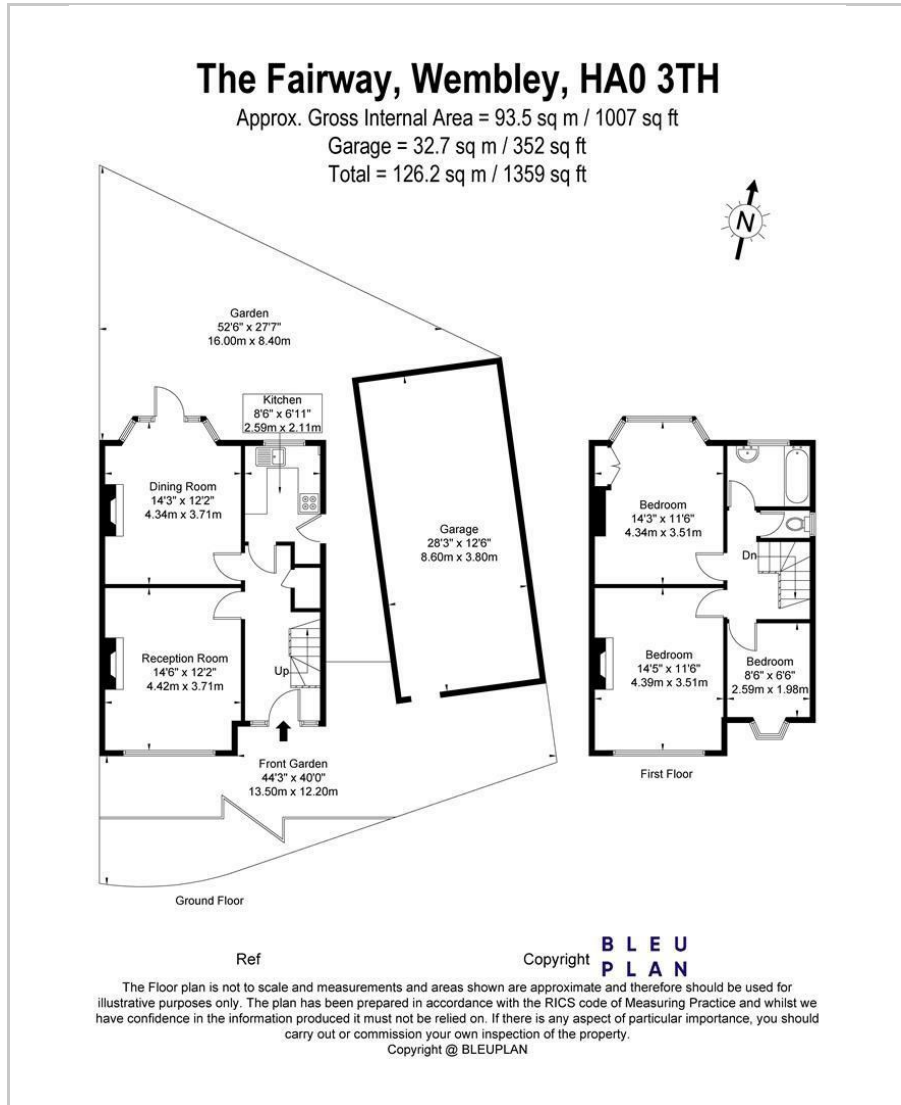 The Fairway, Wembley, HA0 3TH
Approx. Gross Internal Area = 93.5 sq m / 1007 sq ft
Garage = 32.7 sq m / 352 sq ft
Total = 126.2 sq m / 1359 sq ft
N
Garden
52'6" x 27'7"
16.00m x 8.40m
Kitchen
8'6" x 6'11"
2.59m x 2.11m
Dining Room
14'3" x 12'2"
4.34m x 3.71m
Garage
28'3" x 12'6"
8.60m x 3.80m
Reception Room
14'6" x 12'2"
4.42m x 3.71m
Up
Front Garden
44'3" x 40'0"
13.50m x 12.20m
Ground Floor
Bedroom
14'3" x 11'6"
4.34m x 3.51m
Dn
Bedroom
14'5" x 11'6"
4.39m x 3.51m
Bedroom
8'6" x 6'6"
2.59m x 1.98m
First Floor
Ref
Copyright
BLEU
PLAN
The Floor plan is not to scale and measurements and areas shown are approximate and therefore should be used for
illustrative purposes only. The plan has been prepared in accordance with the RICS code of Measuring Practice and whilst we
have confidence in the information produced it must not be relied on. If there is any aspect of particular importance, you should
carry out or commission your own inspection of the property.
Copyright @ BLEUPLAN